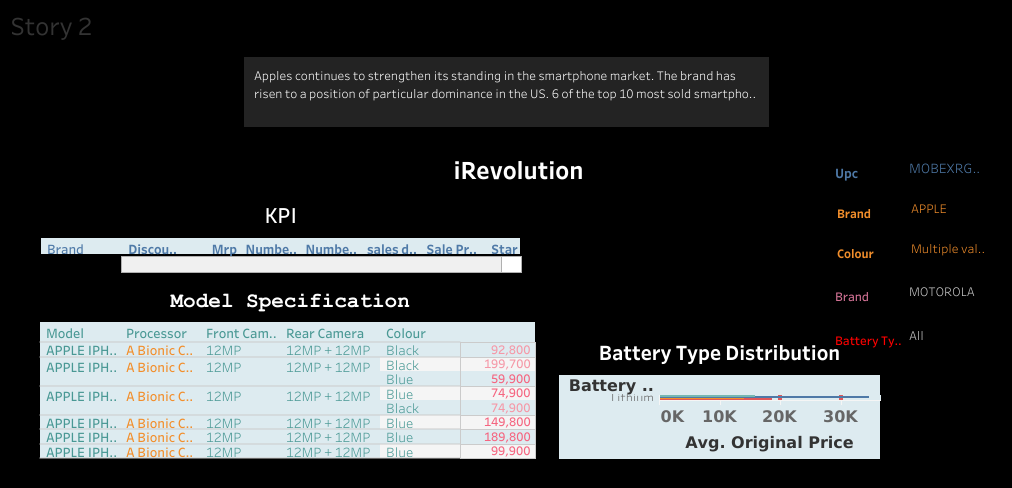 Story 2
Apples continues to strengthen its standing in the smartphone market. The brand has
risen to a position of particular dominance in the US. 6 of the top 10 most sold smartpho..
iRevolution
Upc MOBEXRG..
Brand APPLE
Colour Multiple val..
Brand MOTOROLA
Battery Ty.. All
KPI
Brand Discou.. Mrp Numbe.. Numbe.. sales d.. Sale Pr.. Star
Model Specification
Model Processor Front Cam.. Rear Camera Colour
APPLE IPH.. A Bionic C.. 12MP 12MP + 12MP Black 92,800
APPLE IPH.. A Bionic C.. 12MP 12MP + 12MP Black 199,700
Blue 59,900
APPLE IPH.. A Bionic C.. 12MP 12MP + 12MP Blue 74,900
Black 74,900
APPLE IPH.. A Bionic C.. 12MP 12MP + 12MP Blue 149,800
APPLE IPH.. A Bionic C.. 12MP 12MP + 12MP Blue 189,800
APPLE IPH.. A Bionic C.. 12MP 12MP + 12MP Blue 99,900
Battery Type Distribution
Battery ..
Lithium
0K 10K 20K 30K
Avg. Original Price